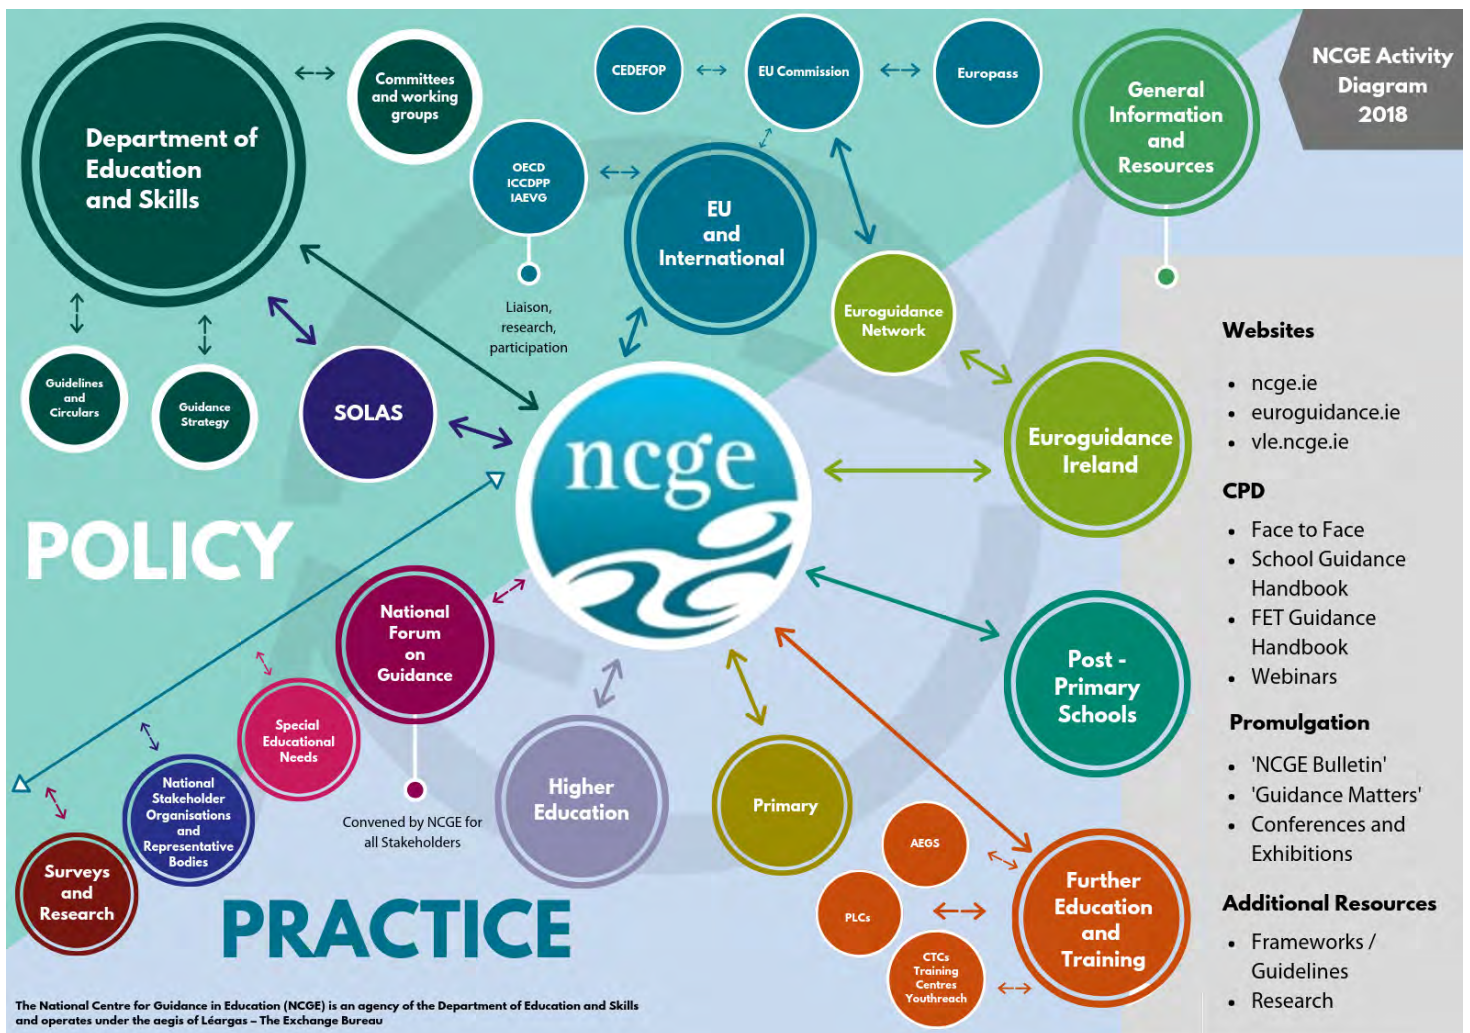 NCGE Activity
Diagram
2018
Department of
Education
and Skills
Committees
and working
groups
CEDEFOP
EU Commission
Europass
General
Information
and
Resources
OECD
ICCDPP
IAEVG
EU
and
International
Liaison,
research,
participation
Euroguidance
Network
Guidelines
and
Circulars
Guidance
Strategy
SOLAS
ncge
Euroguidance
Ireland
POLICY
National
Forum
on
Guidance
Convened by NCGE for
all Stakeholders
Special
Educational
Needs
National
Stakeholder
Organisations
and
Representative
Bodies
Surveys
and
Research
Higher
Education
Primary
Post -
Primary
Schools
AEGS
PLCs
CTCs
Training
Centres
Youthreach
Further
Education
and
Training
PRACTICE
Websites
• ncge.ie
• euroguidance.ie
• vle.ncge.ie
CPD
• Face to Face
• School Guidance
Handbook
• FET Guidance
Handbook
• Webinars
Promulgation
• 'NCGE Bulletin'
• 'Guidance Matters'
• Conferences and
Exhibitions
Additional Resources
• Frameworks /
Guidelines
• Research
The National Centre for Guidance in Education (NCGE) is an agency of the Department of Education and Skills
and operates under the aegis of Léargas – The Exchange Bureau